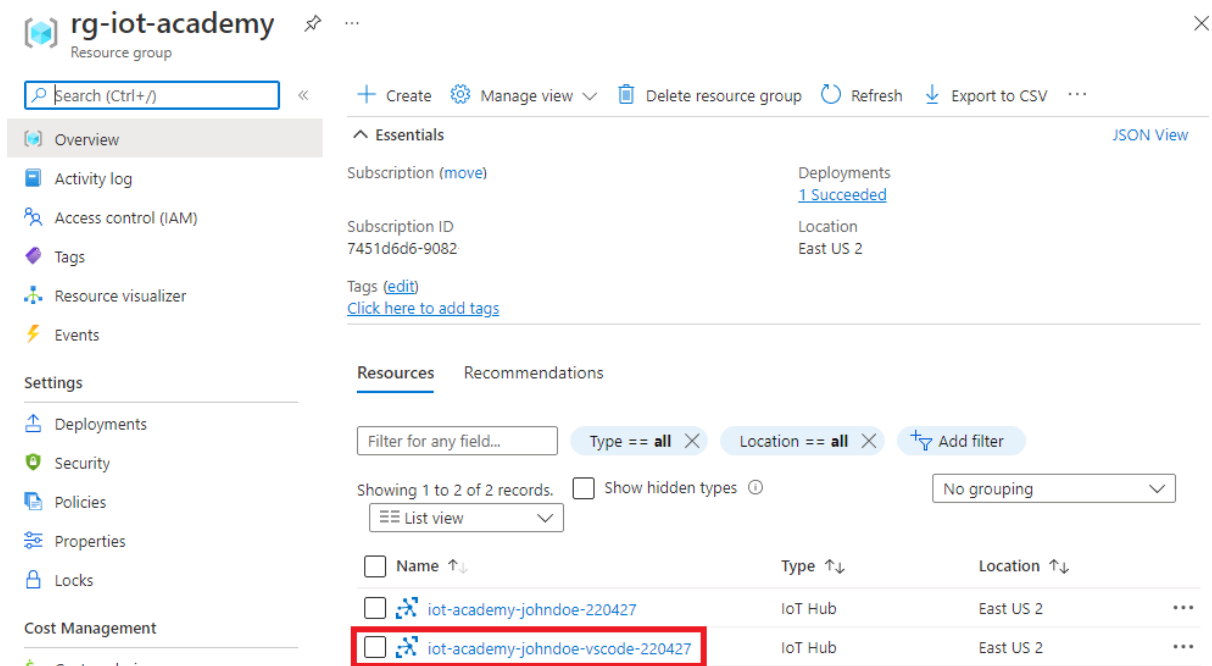 rg-iot-academy ...
Resource group
Search (Ctrl+/)
«
Overview
Activity log
Access control (IAM)
Tags
Resource visualizer
Events
Settings
Deployments
Security
Policies
Properties
Locks
Cost Management
Create Manage view Delete resource group Refresh Export to CSV ...
Essentials JSON View
Subscription (move)
Deployments
1 Succeeded
Subscription ID
7451d6d6-9082
Location
East US 2
Tags (edit)
Click here to add tags
Resources Recommendations
Filter for any field... Type == all Location == all Add filter
Showing 1 to 2 of 2 records. Show hidden types No grouping
List view
Name Type Location
iot-academy-johndoe-220427 IoT Hub East US 2 ...
iot-academy-johndoe-vscode-220427 IoT Hub East US 2 ...